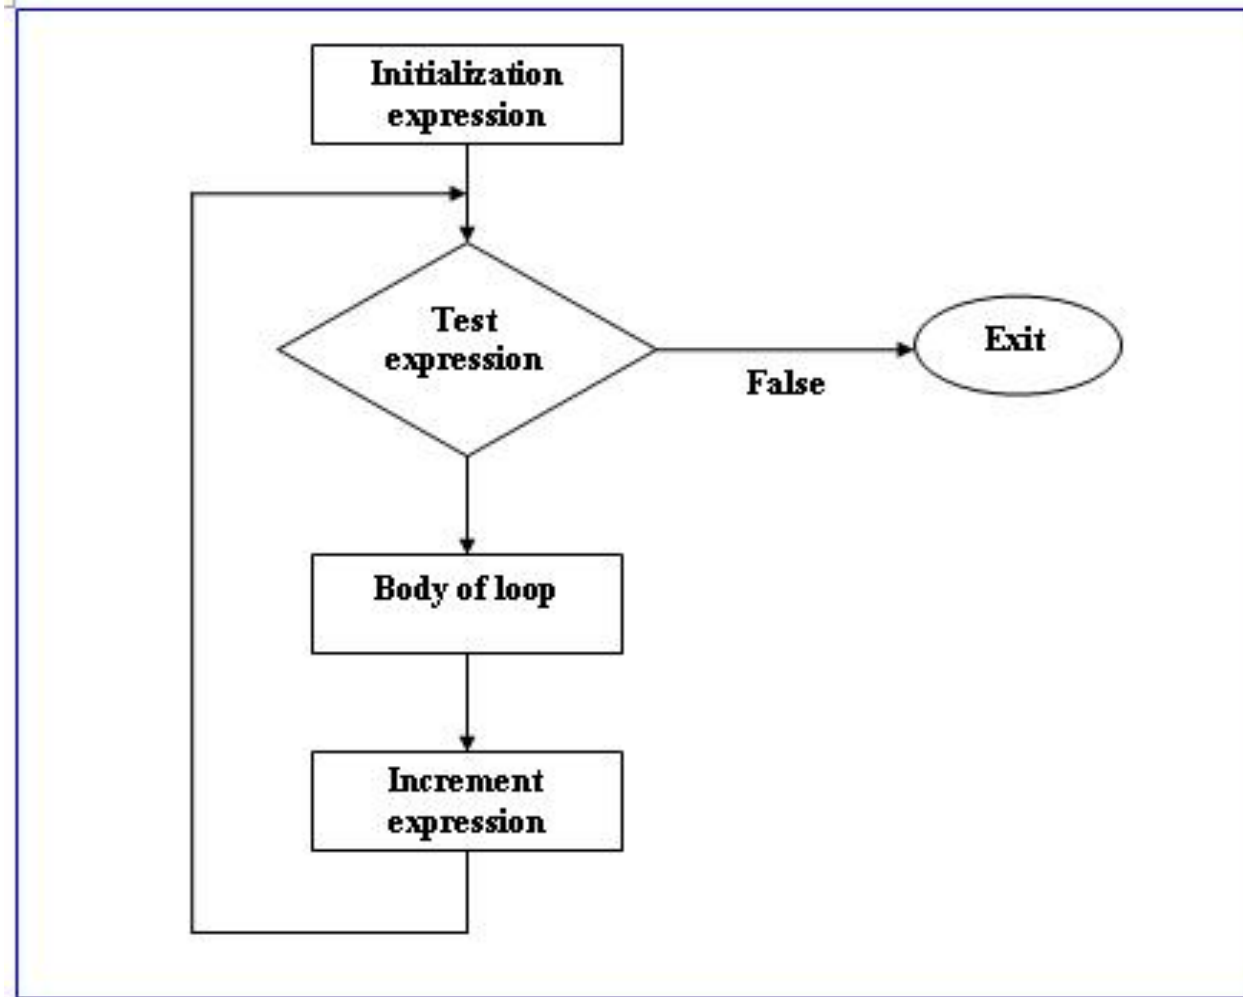 Initialization
expression
Test
expression
Exit
False
Body of loop
Increment
expression